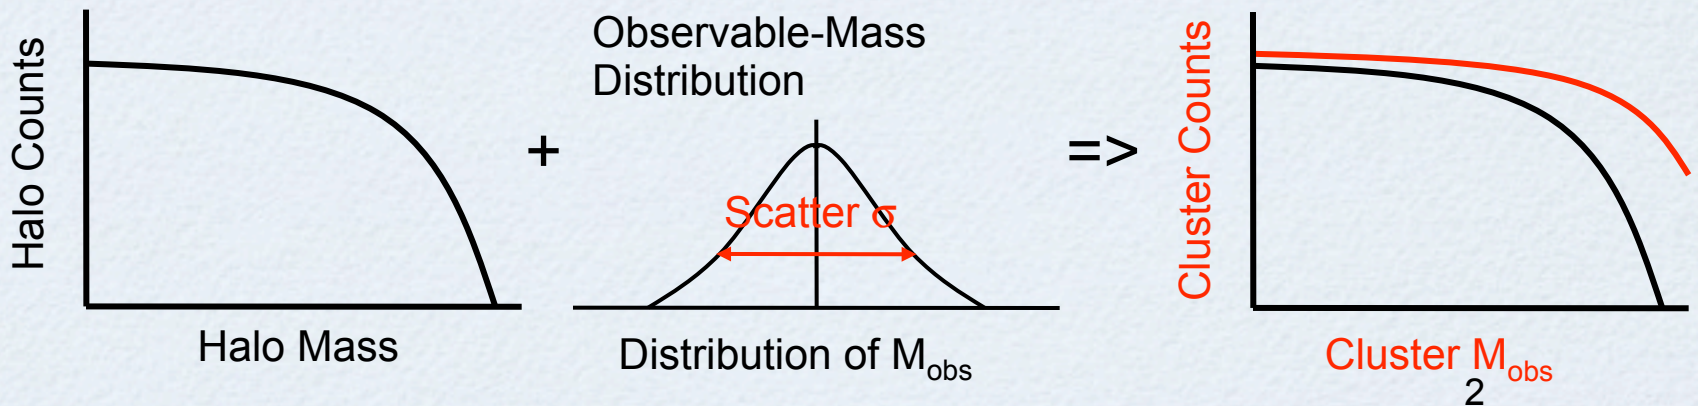 Halo Counts
Halo Mass
+
Observable-Mass
Distribution
Scatter σ
Distribution of Mobs
=>
Cluster Counts
Cluster Mobs
2